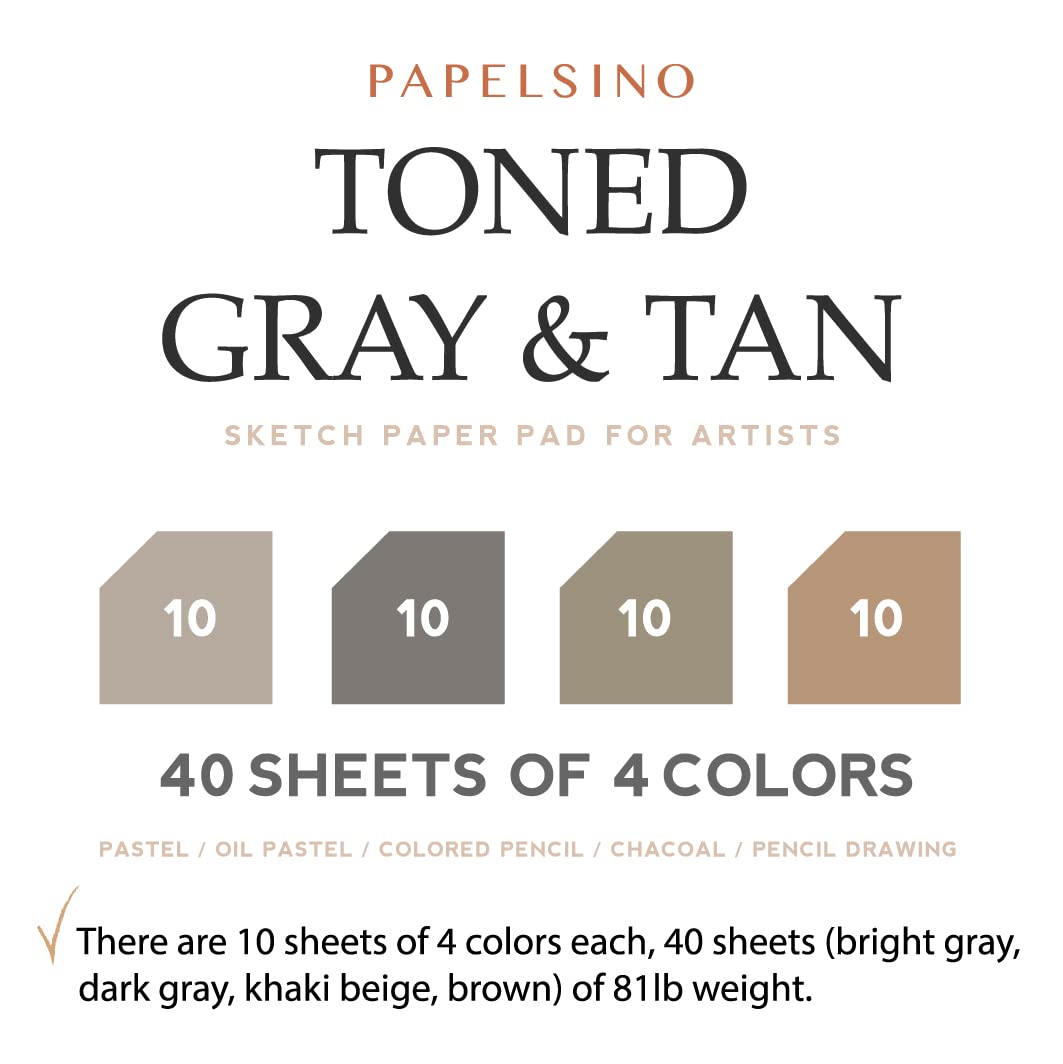 PAPELSINO
TONED
GRAY & TAN
SKETCH PAPER PAD FOR ARTISTS
10 10 10 10
40 SHEETS OF 4 COLORS
PASTEL / OIL PASTEL / COLORED PENCIL / CHACOAL / PENCIL DRAWING
There are 10 sheets of 4 colors each, 40 sheets (bright gray,
dark gray, khaki beige, brown) of 81lb weight.